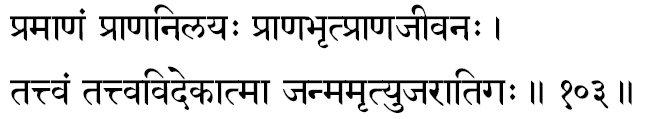 प्रमाणं प्राणनिलयः प्राणभृत्प्राणजीवनः ।
तत्त्वं तत्त्वविदेकात्मा जन्ममृत्युजरातिगः ॥ १०३ ॥